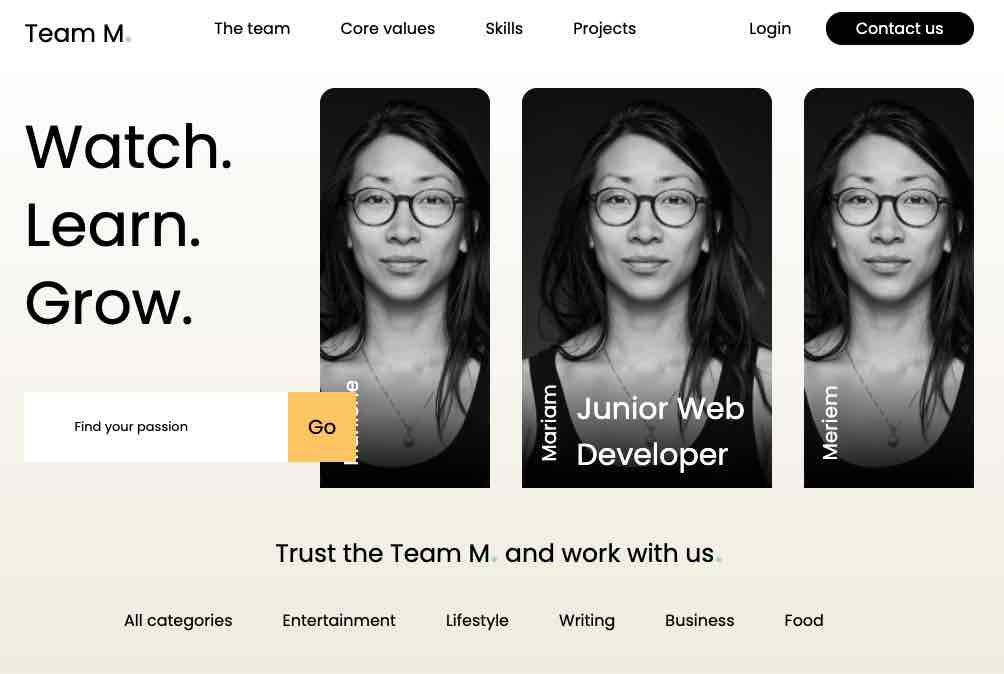 Team M.
The team
Core values
Skills
Projects
Login
Contact us
Watch.
Learn.
Grow.
Find your passion
Go
Mariam
Junior Web
Developer
Meriem
Trust the Team M. and work with us.
All categories
Entertainment
Lifestyle
Writing
Business
Food